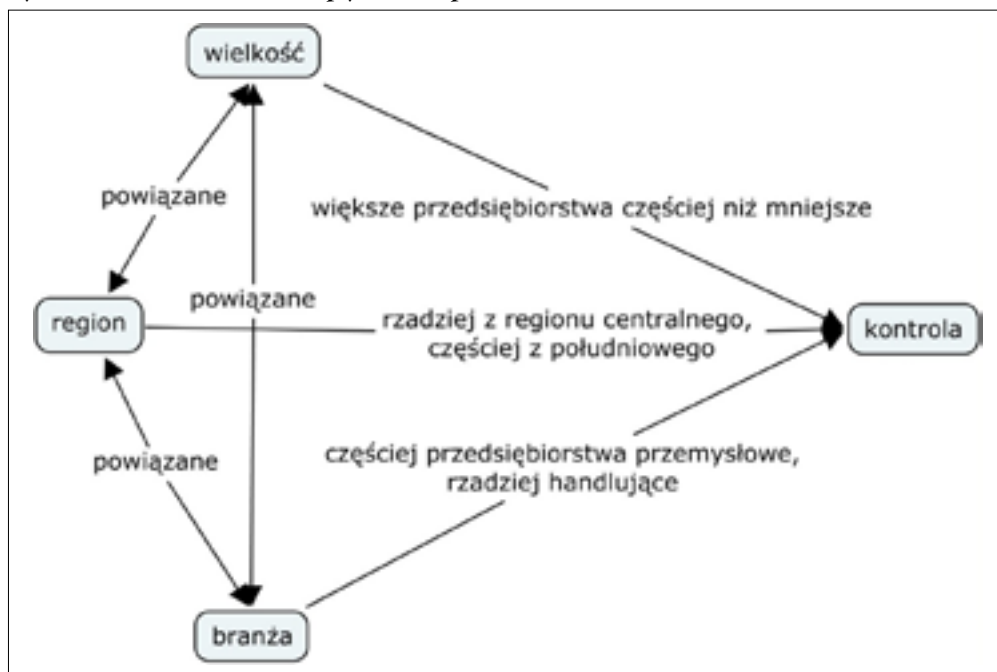 wielkość
powiązane
większe przedsiębiorstwa częściej niż mniejsze
powiązane
region
rzadziej z regionu centralnego,
częściej z południowego
kontrola
powiązane
częściej przedsiębiorstwa przemysłowe,
rzadziej handlujące
branża